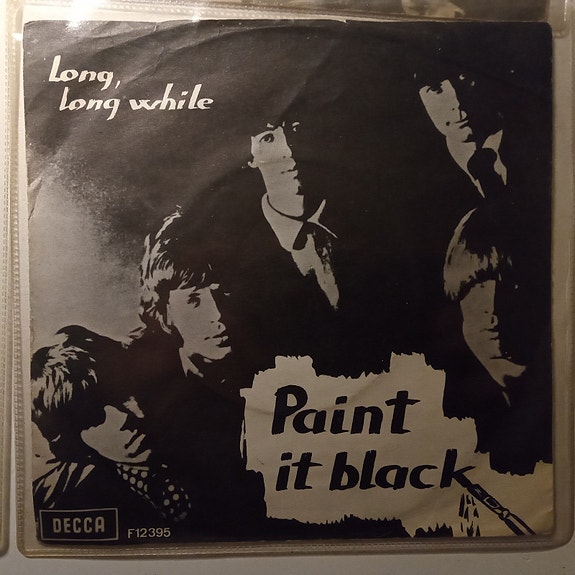 Long,
Long while
Paint
it black
DECCA
F12395